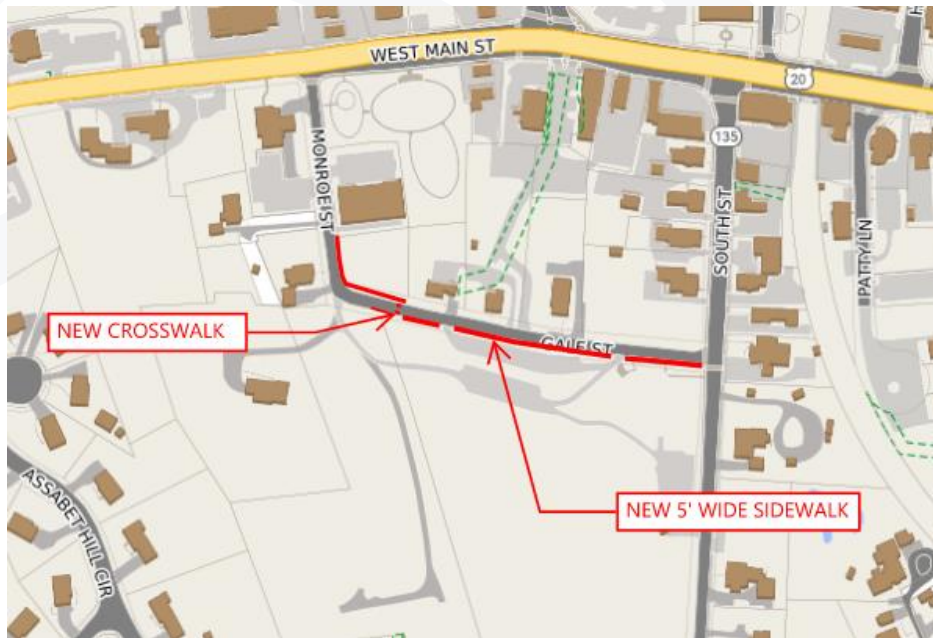 WEST MAIN ST
20
MONROE ST
135
SOUTH ST
PATTY LN
NEW CROSSWALK
GALE ST
NEW 5' WIDE SIDEWALK
ASSABET HILL CIR